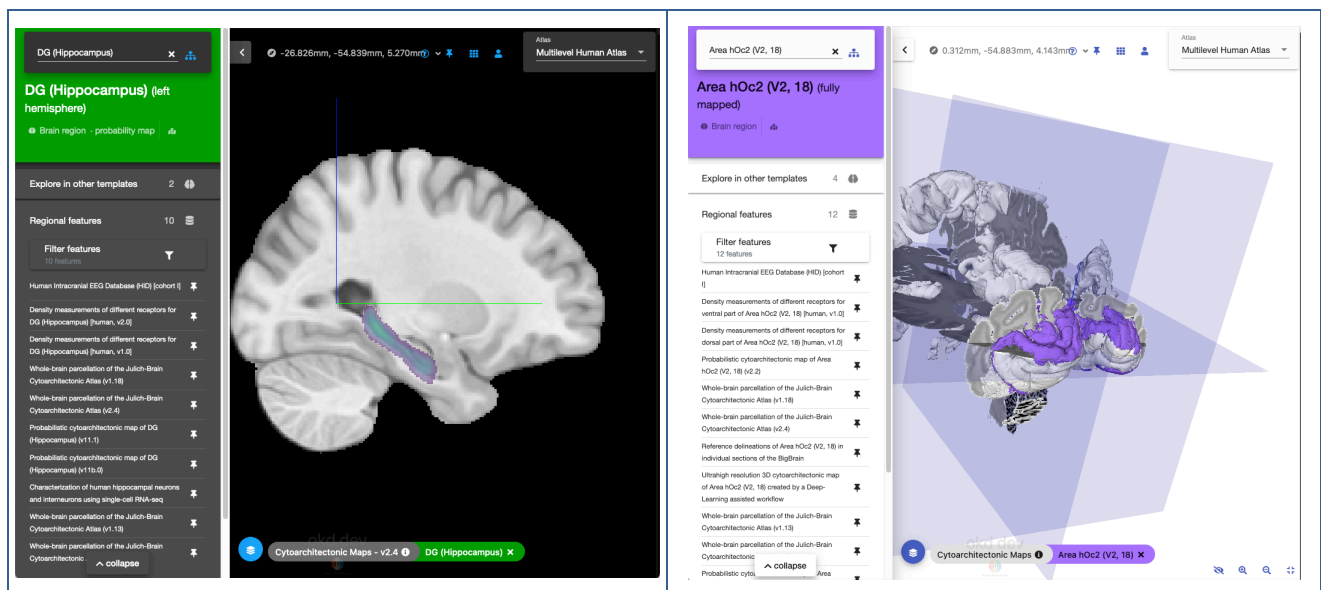 DG (Hippocampus)
DG (Hippocampus) (left
hemisphere)
Brain region · probability map
Explore in other templates 2
Regional features 10
Filter features
10 features
Human Intracranial EEG Database (HID) [cohort I]
Density measurements of different receptors for
DG (Hippocampus) [human, v2.0]
Density measurements of different receptors for
DG (Hippocampus) [human, v1.0]
Whole-brain parcellation of the Julich-Brain
Cytoarchitectonic Atlas (v1.18)
Whole-brain parcellation of the Julich-Brain
Cytoarchitectonic Atlas (v2.4)
Probabilistic cytoarchitectonic map of DG
(Hippocampus) (v11.1)
Probabilistic cytoarchitectonic map of DG
(Hippocampus) (v11b.0)
Characterization of human hippocampal neurons
and interneurons using single-cell RNA-seq
Whole-brain parcellation of the Julich-Brain
Cytoarchitectonic Atlas (v1.13)
Whole-brain parcellation of the Julich-Brain
Cytoarchitectonic
collapse
-26.826mm, -54.839mm, 5.270mm
Atlas
Multilevel Human Atlas
okd.dev
Cytoarchitectonic Maps - v2.4 DG (Hippocampus)
Area hOc2 (V2, 18)
Area hOc2 (V2, 18) (fully
mapped)
Brain region
Explore in other templates 4
Regional features 12
Filter features
12 features
Human Intracranial EEG Database (HID) [cohort
I]
Density measurements of different receptors for
ventral part of Area hOc2 (V2, 18) [human, v1.0]
Density measurements of different receptors for
dorsal part of Area hOc2 (V2, 18) [human, v1.0]
Probabilistic cytoarchitectonic map of Area
hOc2 (V2, 18) (v2.2)
Whole-brain parcellation of the Julich-Brain
Cytoarchitectonic Atlas (v1.18)
Whole-brain parcellation of the Julich-Brain
Cytoarchitectonic Atlas (v2.4)
Reference delineations of Area hOc2 (V2, 18) in
individual sections of the BigBrain
Ultrahigh resolution 3D cytoarchitectonic map
of Area hOc2 (V2, 18) created by a Deep-
Learning assisted workflow
Whole-brain parcellation of the Julich-Brain
Cytoarchitectonic Atlas (v1.13)
Whole-brain parcellation of the Julich-Brain
Cytoarchitectonic
Probabilistic Area
collapse
0.312mm, -54.883mm, 4.143mm
Atlas
Multilevel Human Atlas
okd.dev
Cytoarchitectonic Maps Area hOc2 (V2, 18)